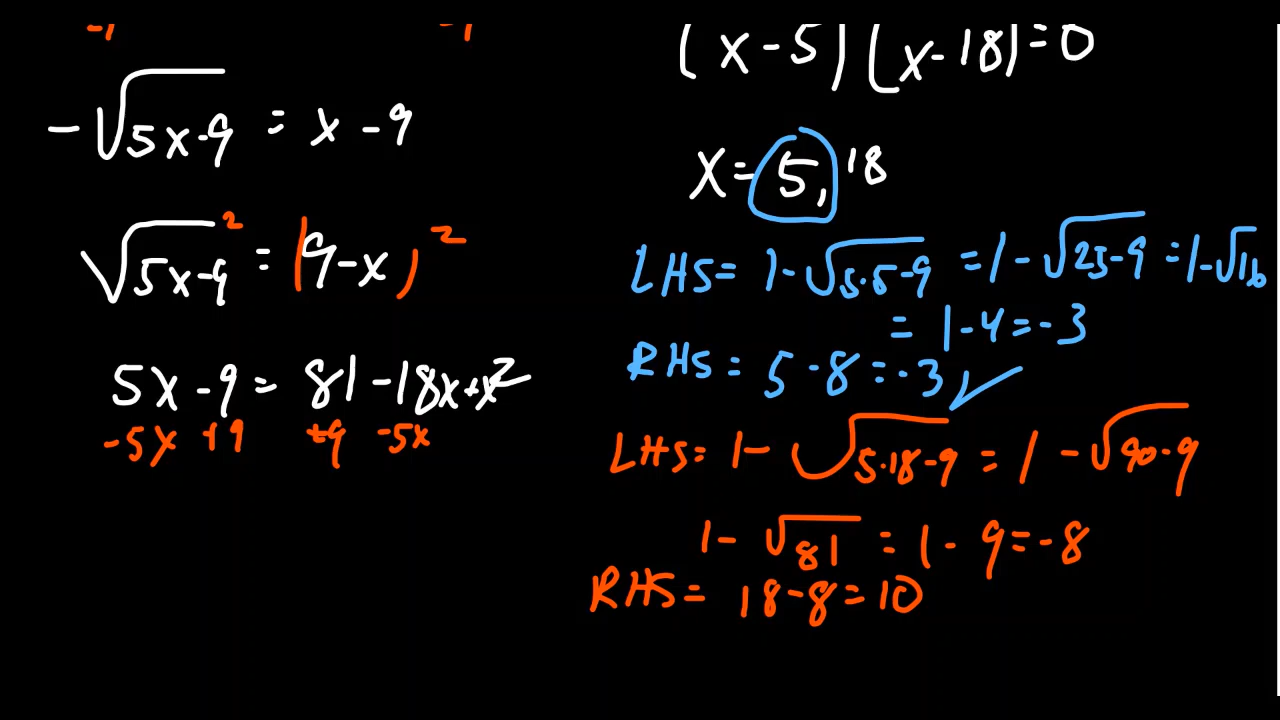 -1 -1
-√(5x-9) = x-9
√(5x-9)² = (9-x)²
5x-9 = 81-18x+x²
-5x +9 +9 -5x
(x-5)(x-18)=0
x=5,18
LHS= 1-√(5·5-9) = 1-√(25-9) = 1-√16
= 1-4=-3
RHS = 5-8=-3 ✓
LHS= 1-√(5·18-9) = 1-√(90-9)
1-√81 = 1-9=-8
RHS= 18-8=10